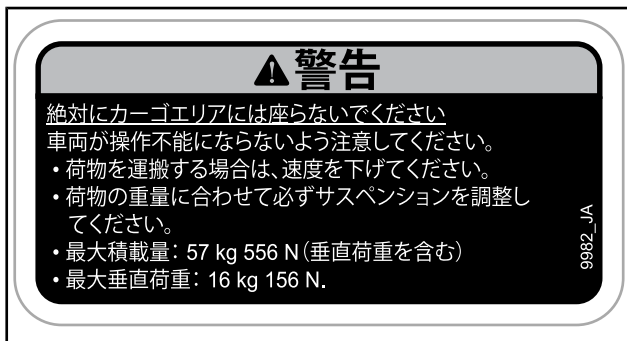 警告
絶対にカーゴエリアには座らないでください
車両が操作不能にならないよう注意してください。
• 荷物を運搬する場合は、速度を下げてください。
• 荷物の重量に合わせて必ずサスペンションを調整し
てください。
• 最大積載量: 57 kg 556 N(垂直荷重を含む)
• 最大垂直荷重: 16 kg 156 N.
9982_JA